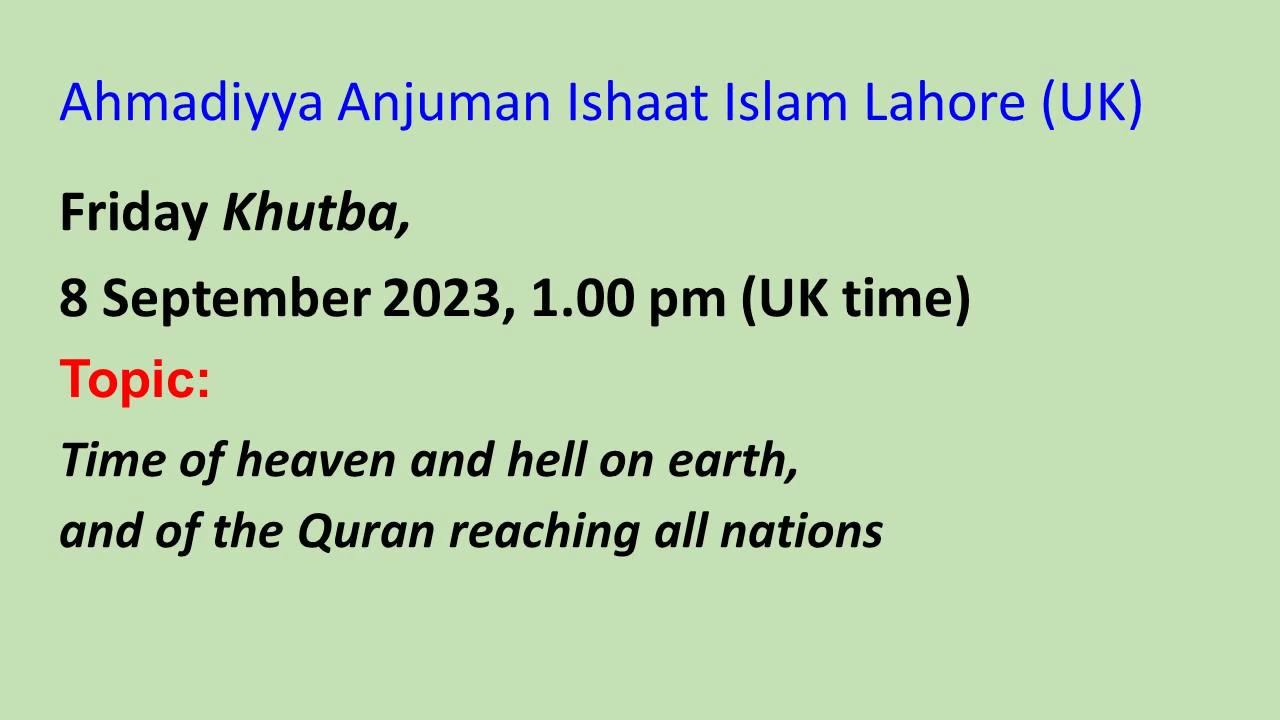 Ahmadiyya Anjuman Ishaat Islam Lahore (UK)
Friday Khutba,
8 September 2023, 1.00 pm (UK time)
Topic:
Time of heaven and hell on earth,
and of the Quran reaching all nations